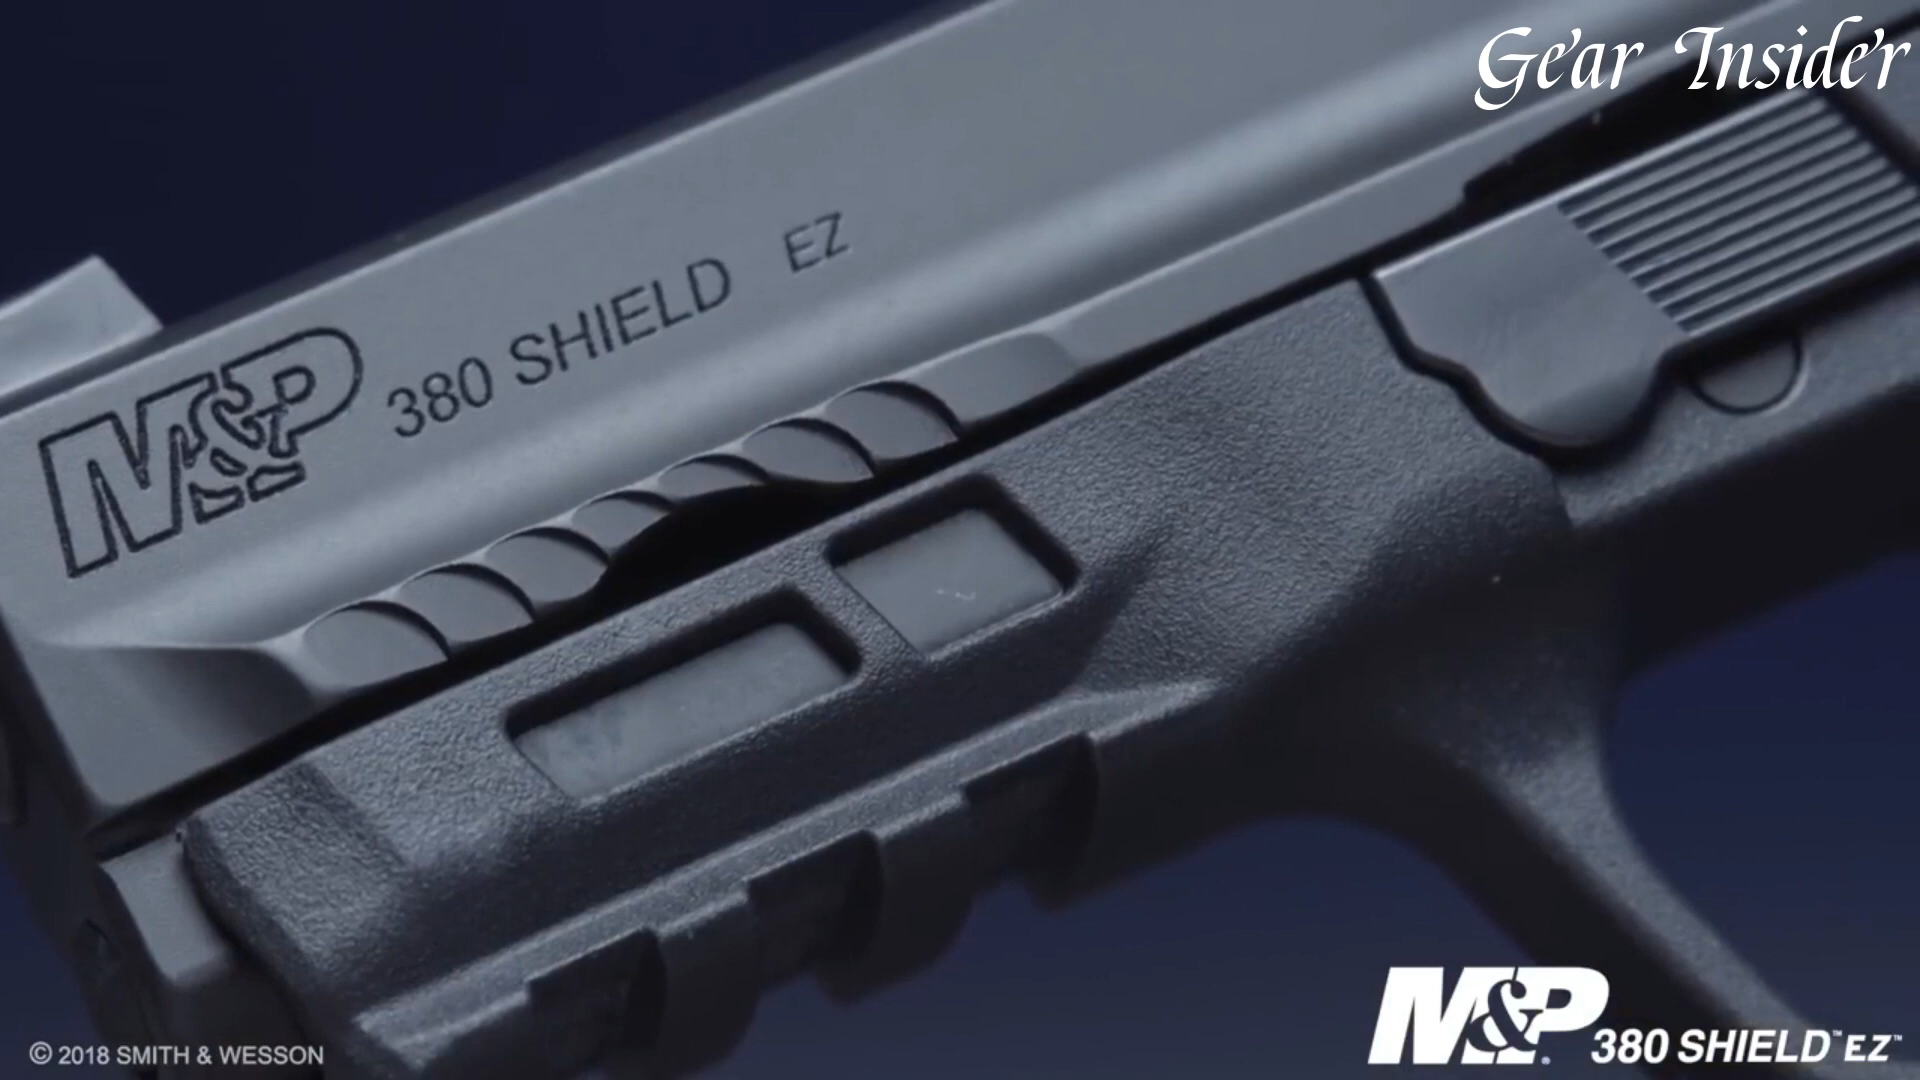 Gear Insider
M&P 380 SHIELD EZ
© 2018 SMITH & WESSON
M&P® 380 SHIELD™ EZ™